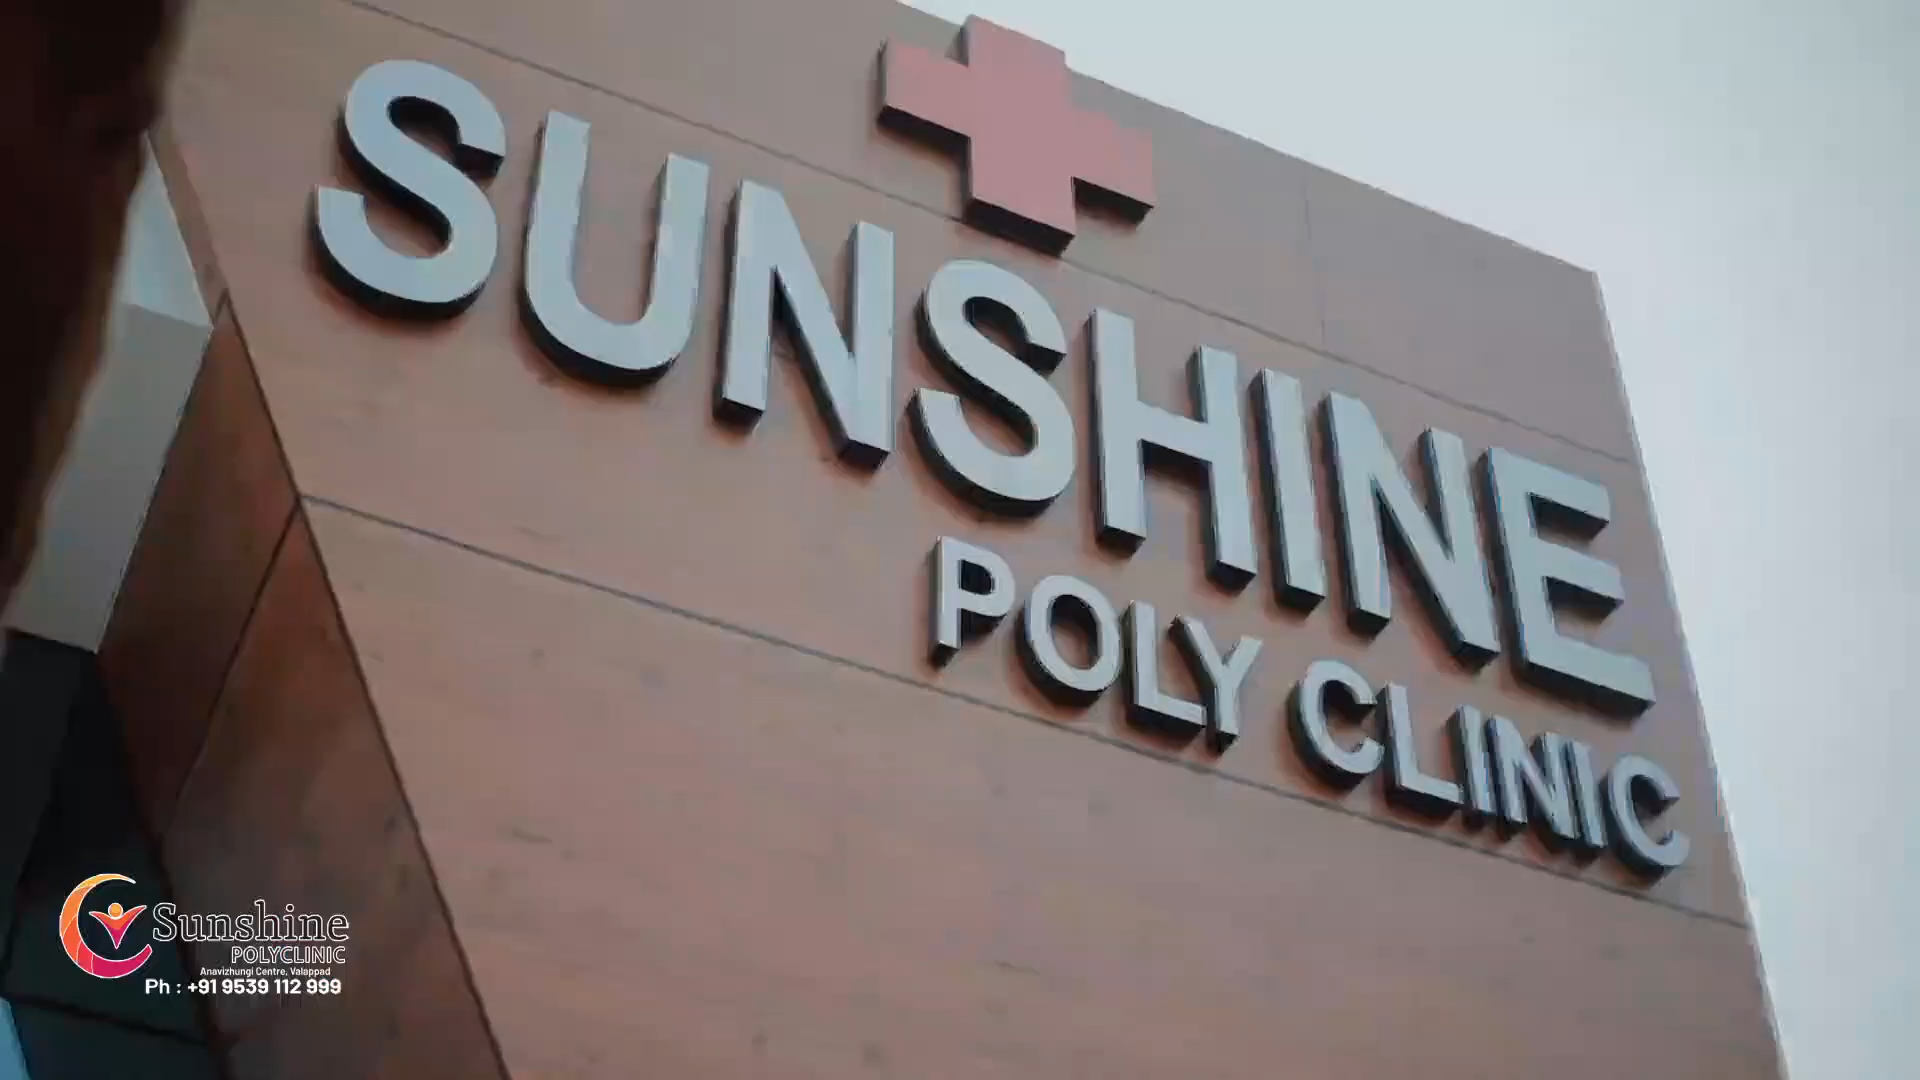 SUNSHINE
POLY CLINIC
Sunshine
POLYCLINIC
Anavizhungi Centre, Valappad
Ph : +91 9539 112 999